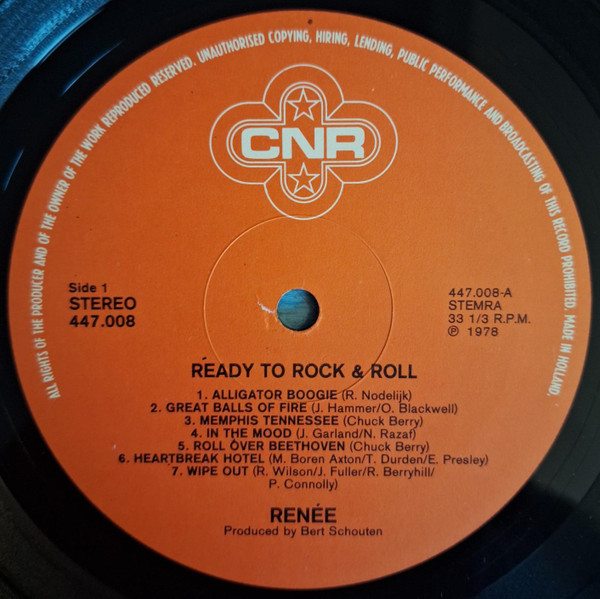 ALL RIGHTS OF THE PRODUCER AND OF THE OWNER OF THE WORK REPRODUCED RESERVED. UNAUTHORISED COPYING, HIRING, LENDING, PUBLIC PERFORMANCE AND BROADCASTING OF THIS RECORD PROHIBITED. MADE IN HOLLAND.
CNR
Side 1
STEREO
447.008
447.008-A
STEMRA
33 1/3 R.P.M.
℗ 1978
READY TO ROCK & ROLL
1. ALLIGATOR BOOGIE (R. Nodelijk)
2. GREAT BALLS OF FIRE (J. Hammer/O. Blackwell)
3. MEMPHIS TENNESSEE (Chuck Berry)
4. IN THE MOOD (J. Garland/N. Razaf)
5. ROLL OVER BEETHOVEN (Chuck Berry)
6. HEARTBREAK HOTEL (M. Boren Axton/T. Durden/E. Presley)
7. WIPE OUT (R. Wilson/J. Fuller/R. Berryhill/
P. Connolly)
RENÉE
Produced by Bert Schouten